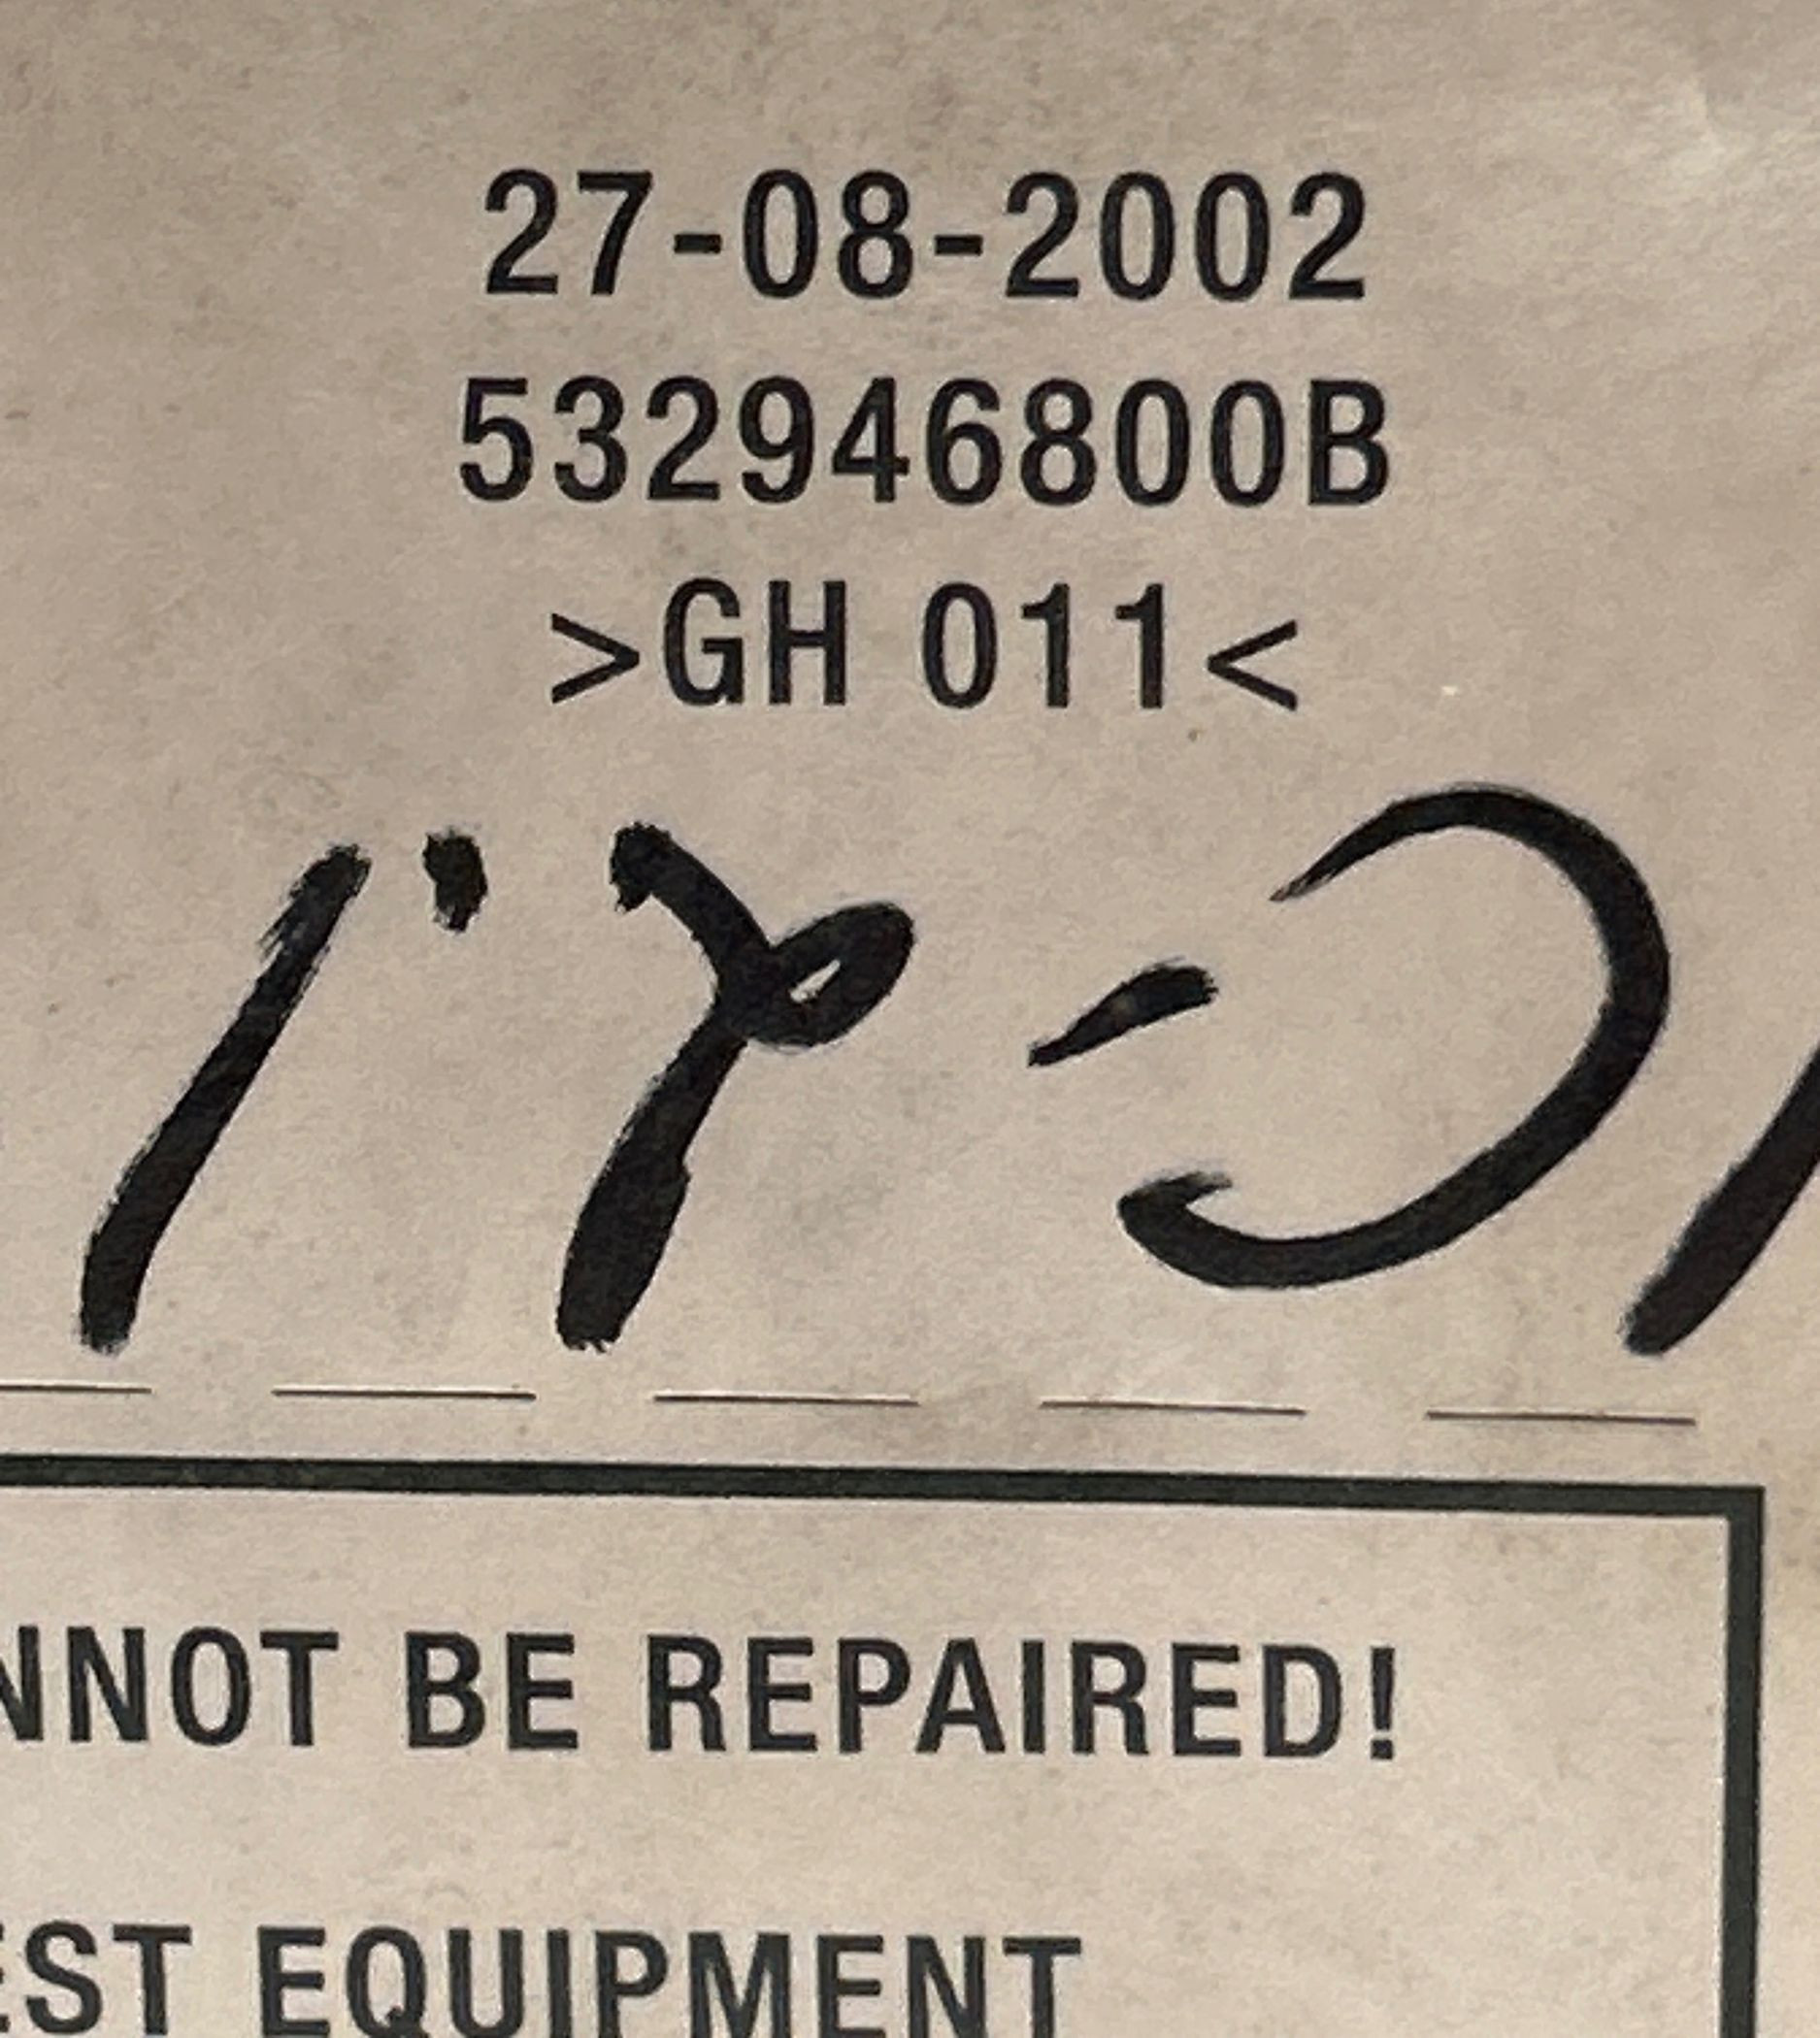 27-08-2002
532946800B
>GH 011<
NNOT BE REPAIRED!
EST EQUIPMENT